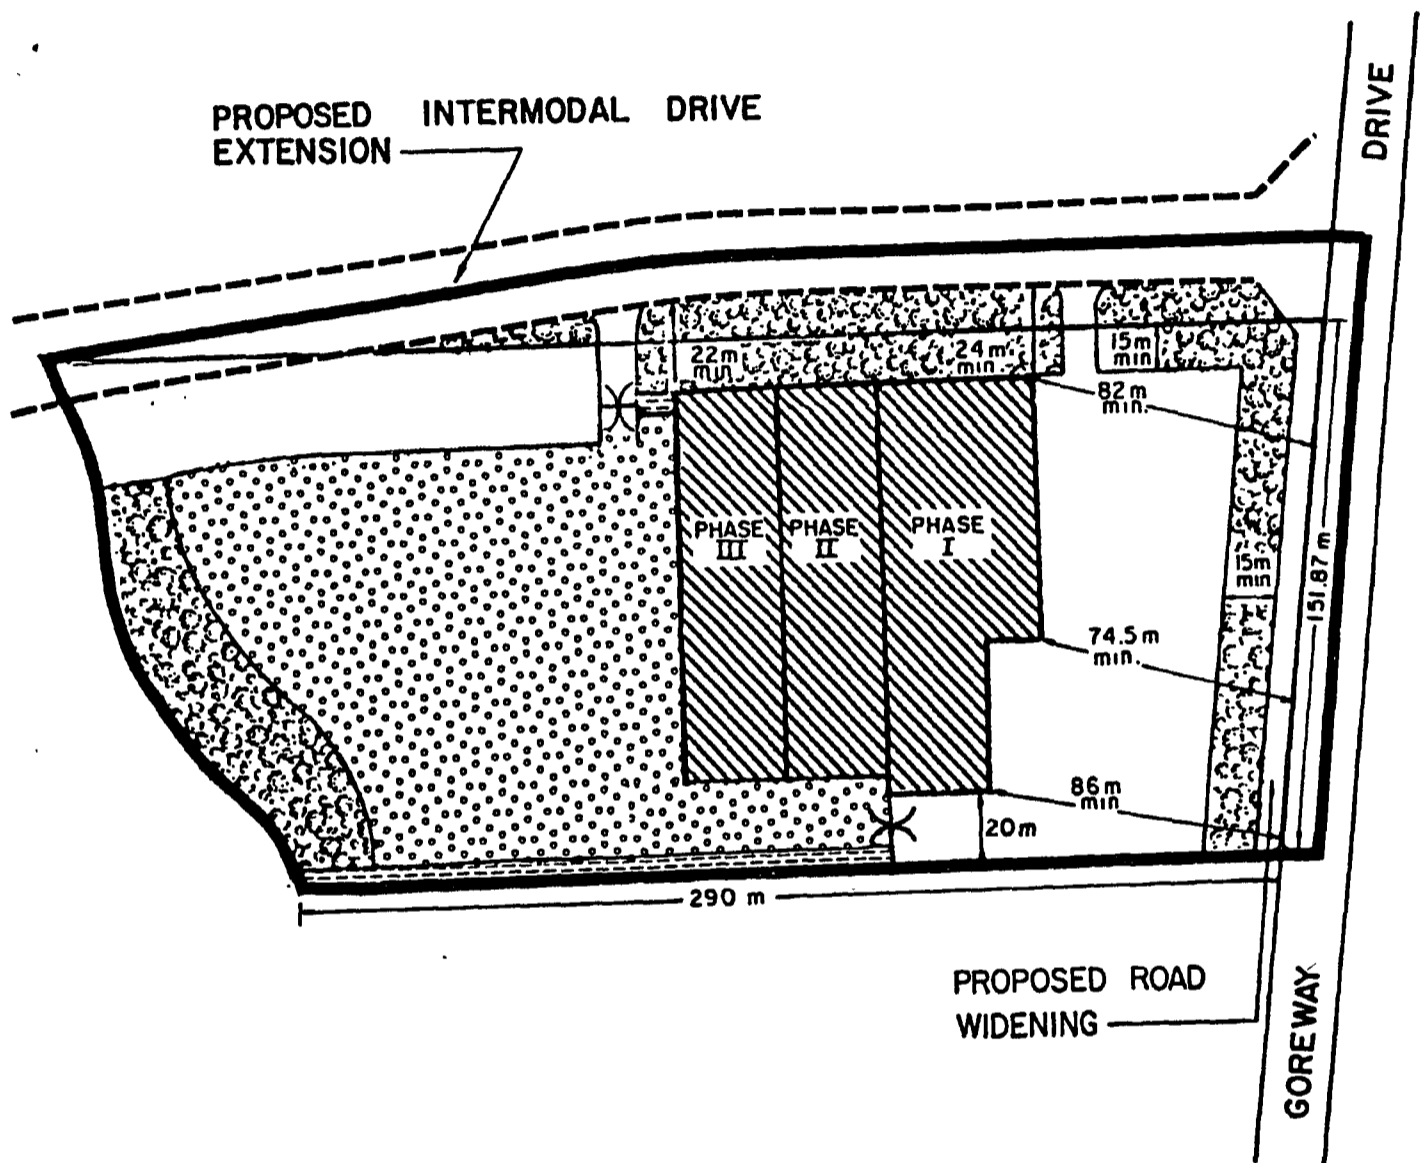 PROPOSED INTERMODAL DRIVE
EXTENSION
DRIVE
22m
min
24m
min
15m
min
82m
min.
PHASE
III
PHASE
II
PHASE
I
15m
min
151.87 m
74.5m
min.
86m
min
20m
290 m
PROPOSED ROAD
WIDENING
GOREWAY